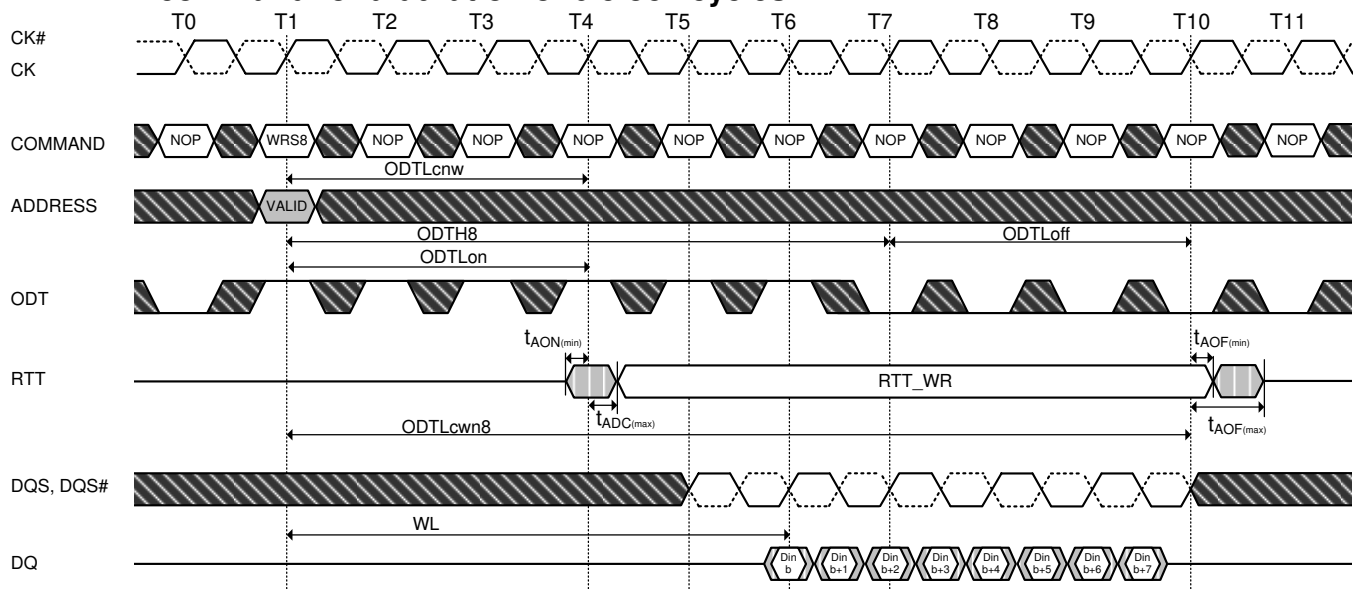 T0 T1 T2 T3 T4 T5 T6 T7 T8 T9 T10 T11
CK#
CK
COMMAND NOP WRS8 NOP NOP NOP NOP NOP NOP NOP NOP NOP NOP
ODTLcnw
ADDRESS VALID
ODTH8 ODTLoff
ODTLon
ODT
tAON(min) tAOF(min)
RTT RTT_WR
tADC(max) tAOF(max)
ODTLcwn8
DQS, DQS#
WL
DQ Din b Din b+1 Din b+2 Din b+3 Din b+4 Din b+5 Din b+6 Din b+7